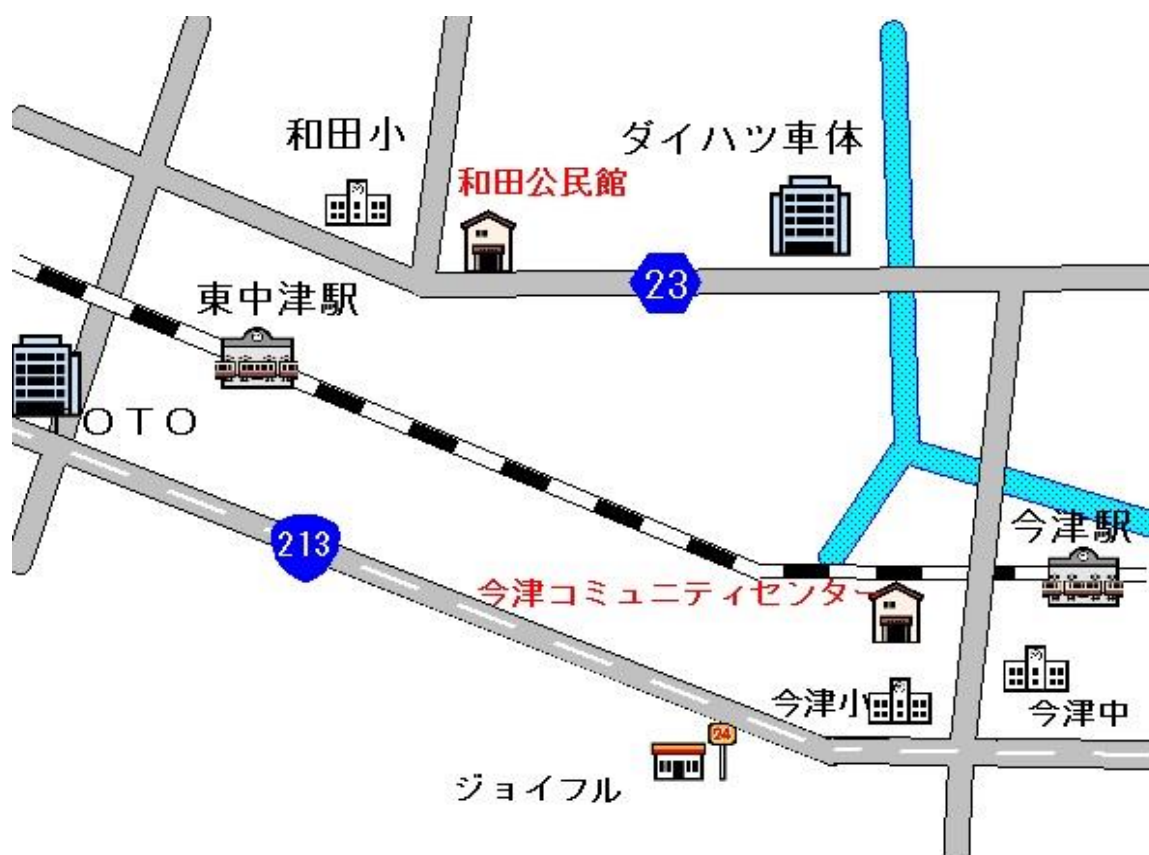 和田小
ダイハツ車体
和田公民館
23
東中津駅
OTO
213
今津駅
今津コミュニティセンター
今津小
今津中
24
ジョイフル